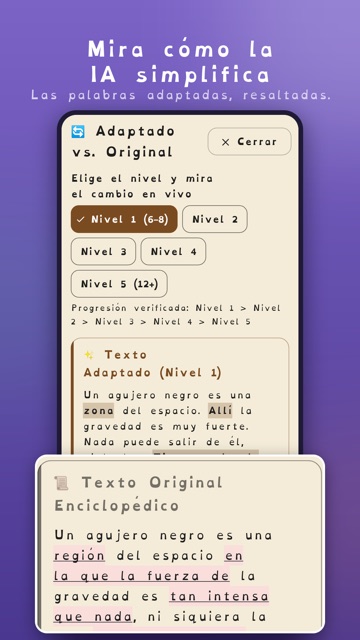 Mira cómo la
IA simplifica
Las palabras adaptadas, resaltadas.
Adaptado
vs. Original
× Cerrar
Elige el nivel y mira
el cambio en vivo
✓ Nivel 1 (6-8)
Nivel 2
Nivel 3
Nivel 4
Nivel 5 (12+)
Progresión verificada: Nivel 1 > Nivel
2 > Nivel 3 > Nivel 4 > Nivel 5
Texto
Adaptado (Nivel 1)
Un agujero negro es una
zona del espacio. Allí la
gravedad es muy fuerte.
Nada puede salir de él,
Texto Original
Enciclopédico
Un agujero negro es una
región del espacio en
la que la fuerza de la
gravedad es tan intensa
que nada, ni siquiera la